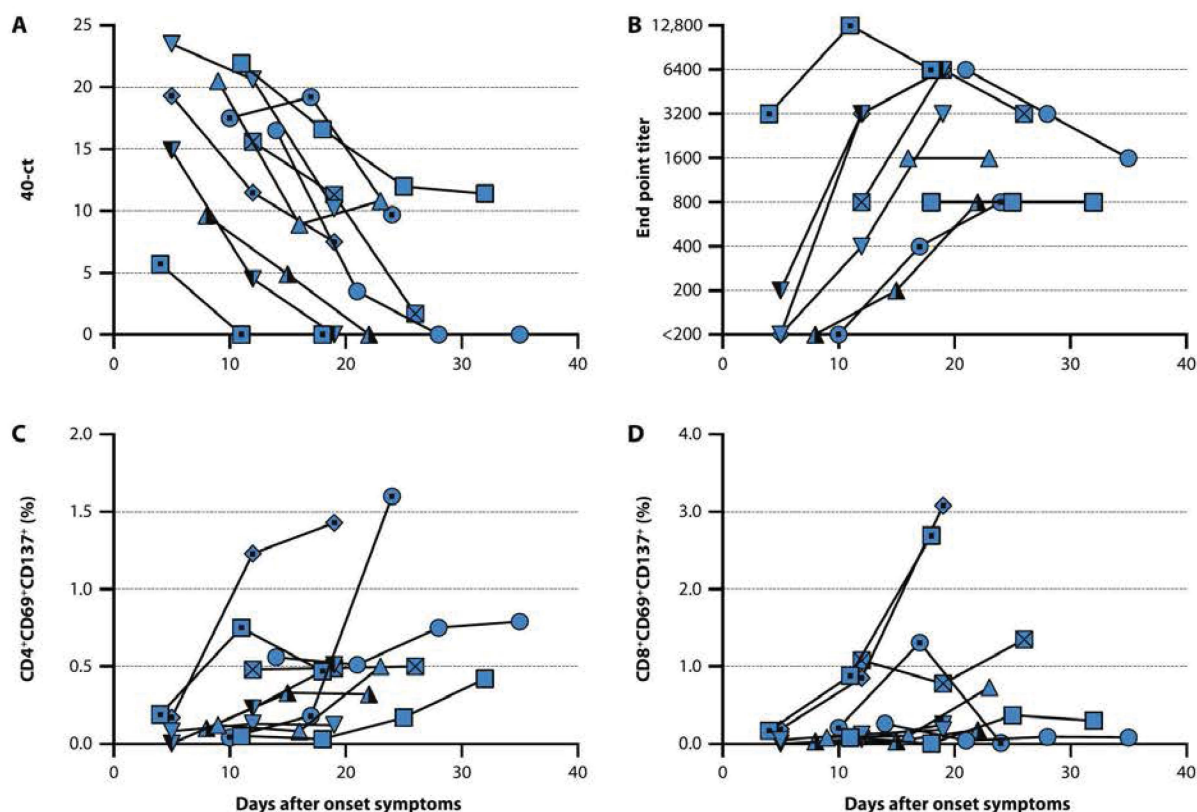 A
25
20
15
10
5
0
40-ct
0 10 20 30 40
B
12,800
6400
3200
1600
800
400
200
<200
End point titer
0 10 20 30 40
C
2.0
1.5
1.0
0.5
0.0
CD4⁺CD69⁺CD137⁺ (%)
0 10 20 30 40
Days after onset symptoms
D
4.0
3.0
2.0
1.0
0.0
CD8⁺CD69⁺CD137⁺ (%)
0 10 20 30 40
Days after onset symptoms